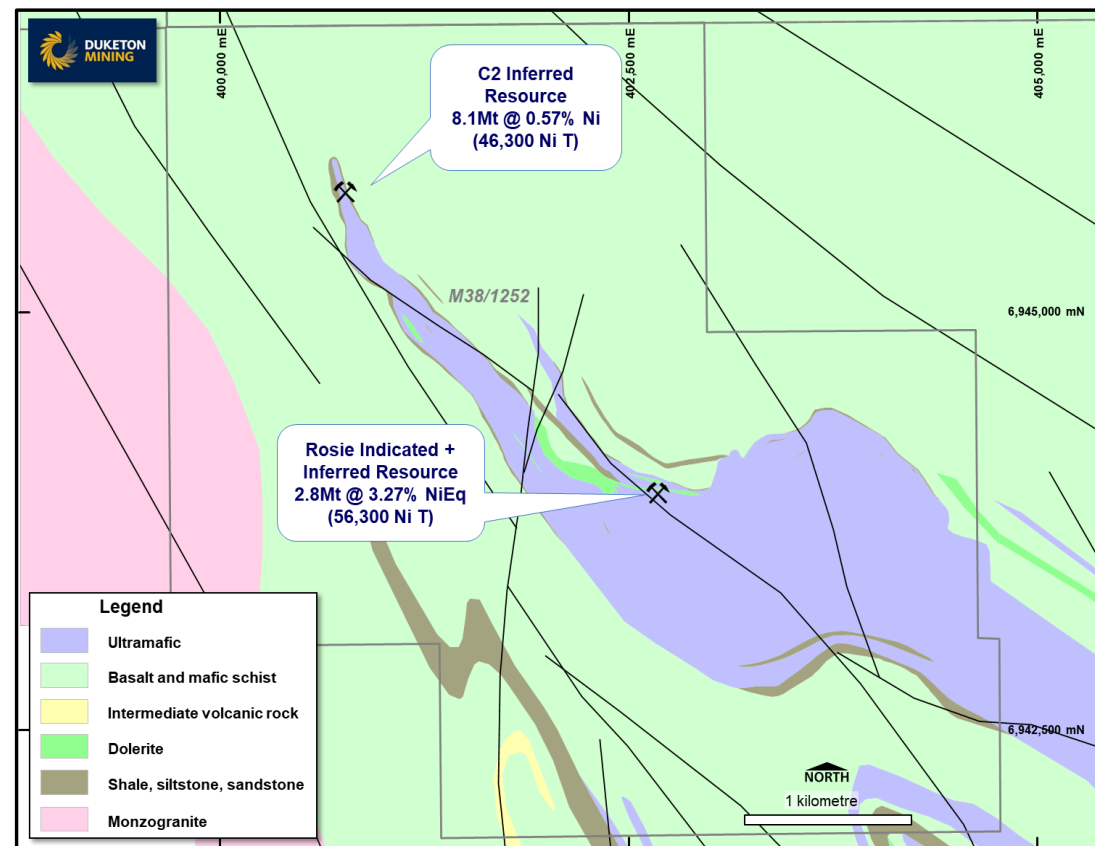 DUKETON
MINING
400,000 mE
402,500 mE
405,000 mE
C2 Inferred
Resource
8.1Mt @ 0.57% Ni
(46,300 Ni T)
M38/1252
6,945,000 mN
Rosie Indicated +
Inferred Resource
2.8Mt @ 3.27% NiEq
(56,300 Ni T)
Legend
Ultramafic
Basalt and mafic schist
Intermediate volcanic rock
Dolerite
Shale, siltstone, sandstone
Monzogranite
6,942,500 mN
NORTH
1 kilometre